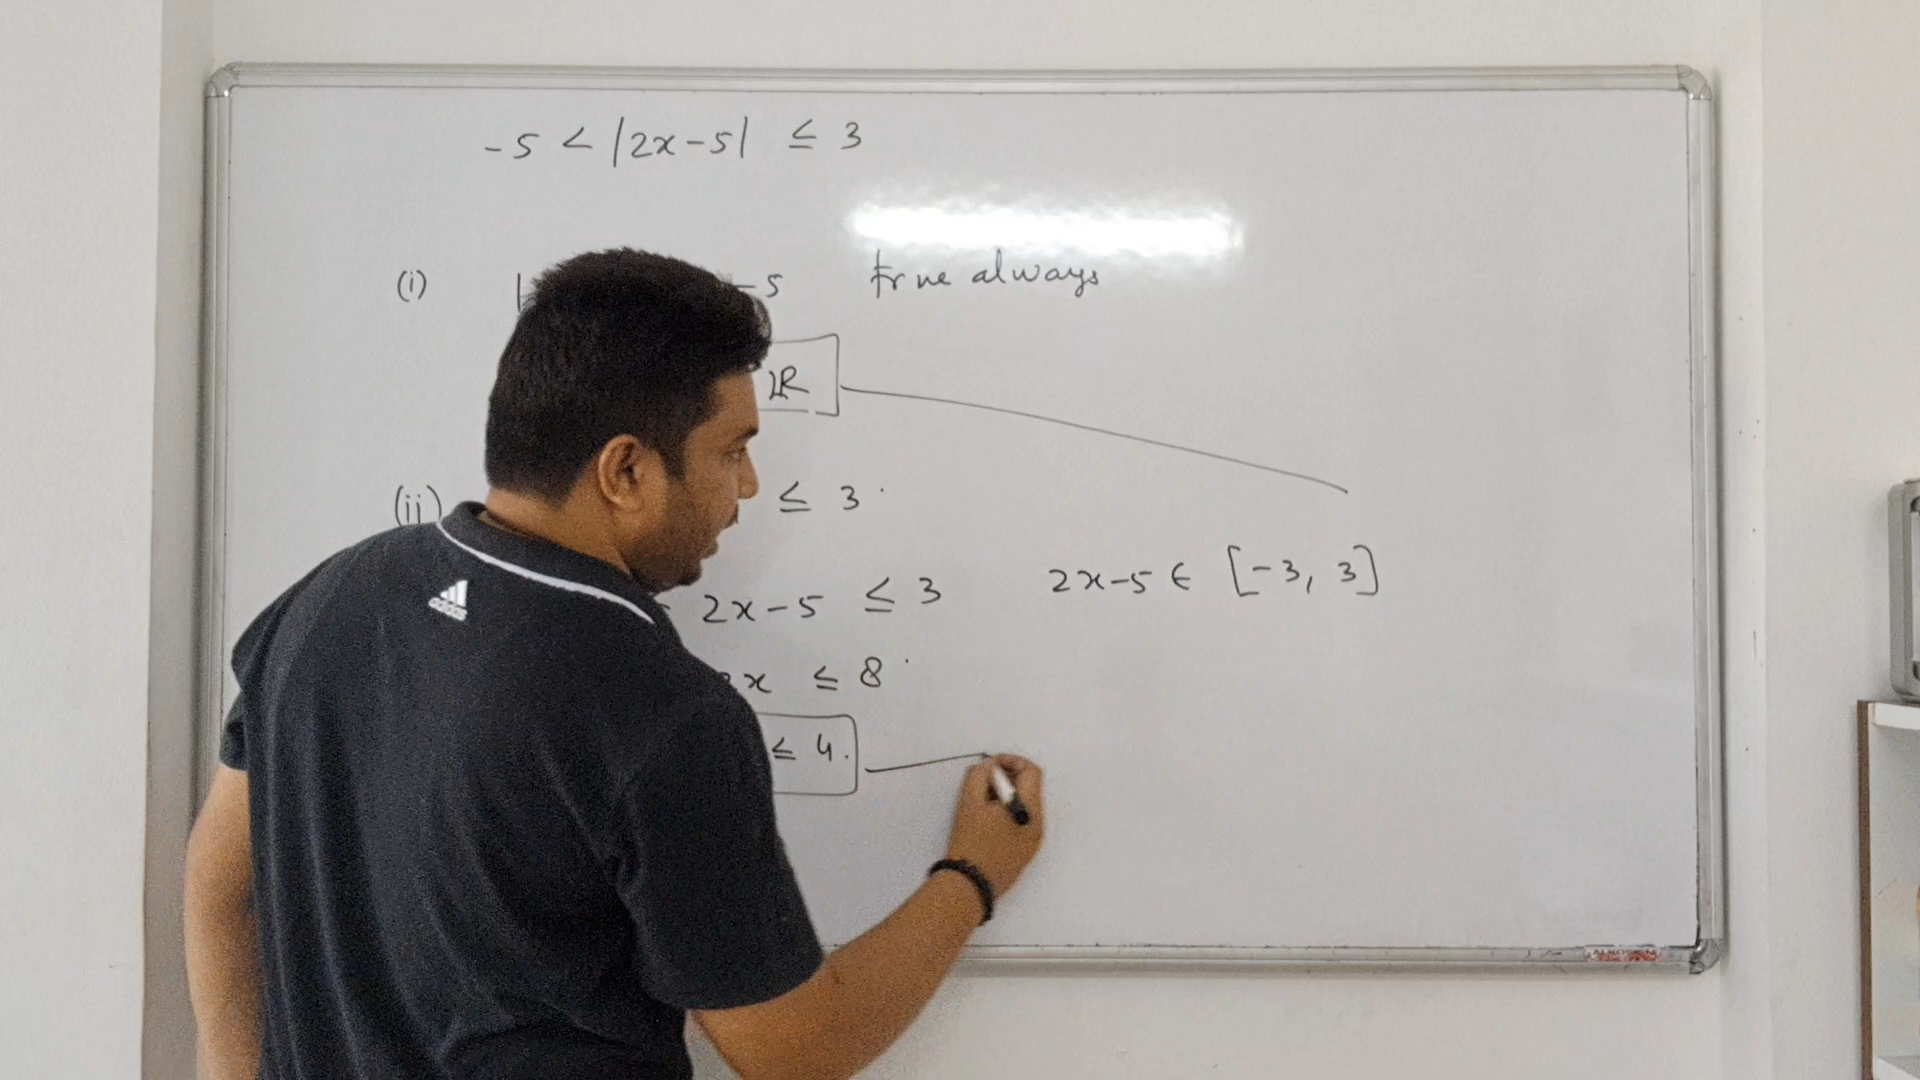 -5 < |2x-5| ≤ 3
(i) -5 true always
ℝ
(ii) ≤ 3
2x-5 ≤ 3 2x-5 ∈ [-3, 3]
x ≤ 8
≤ 4.